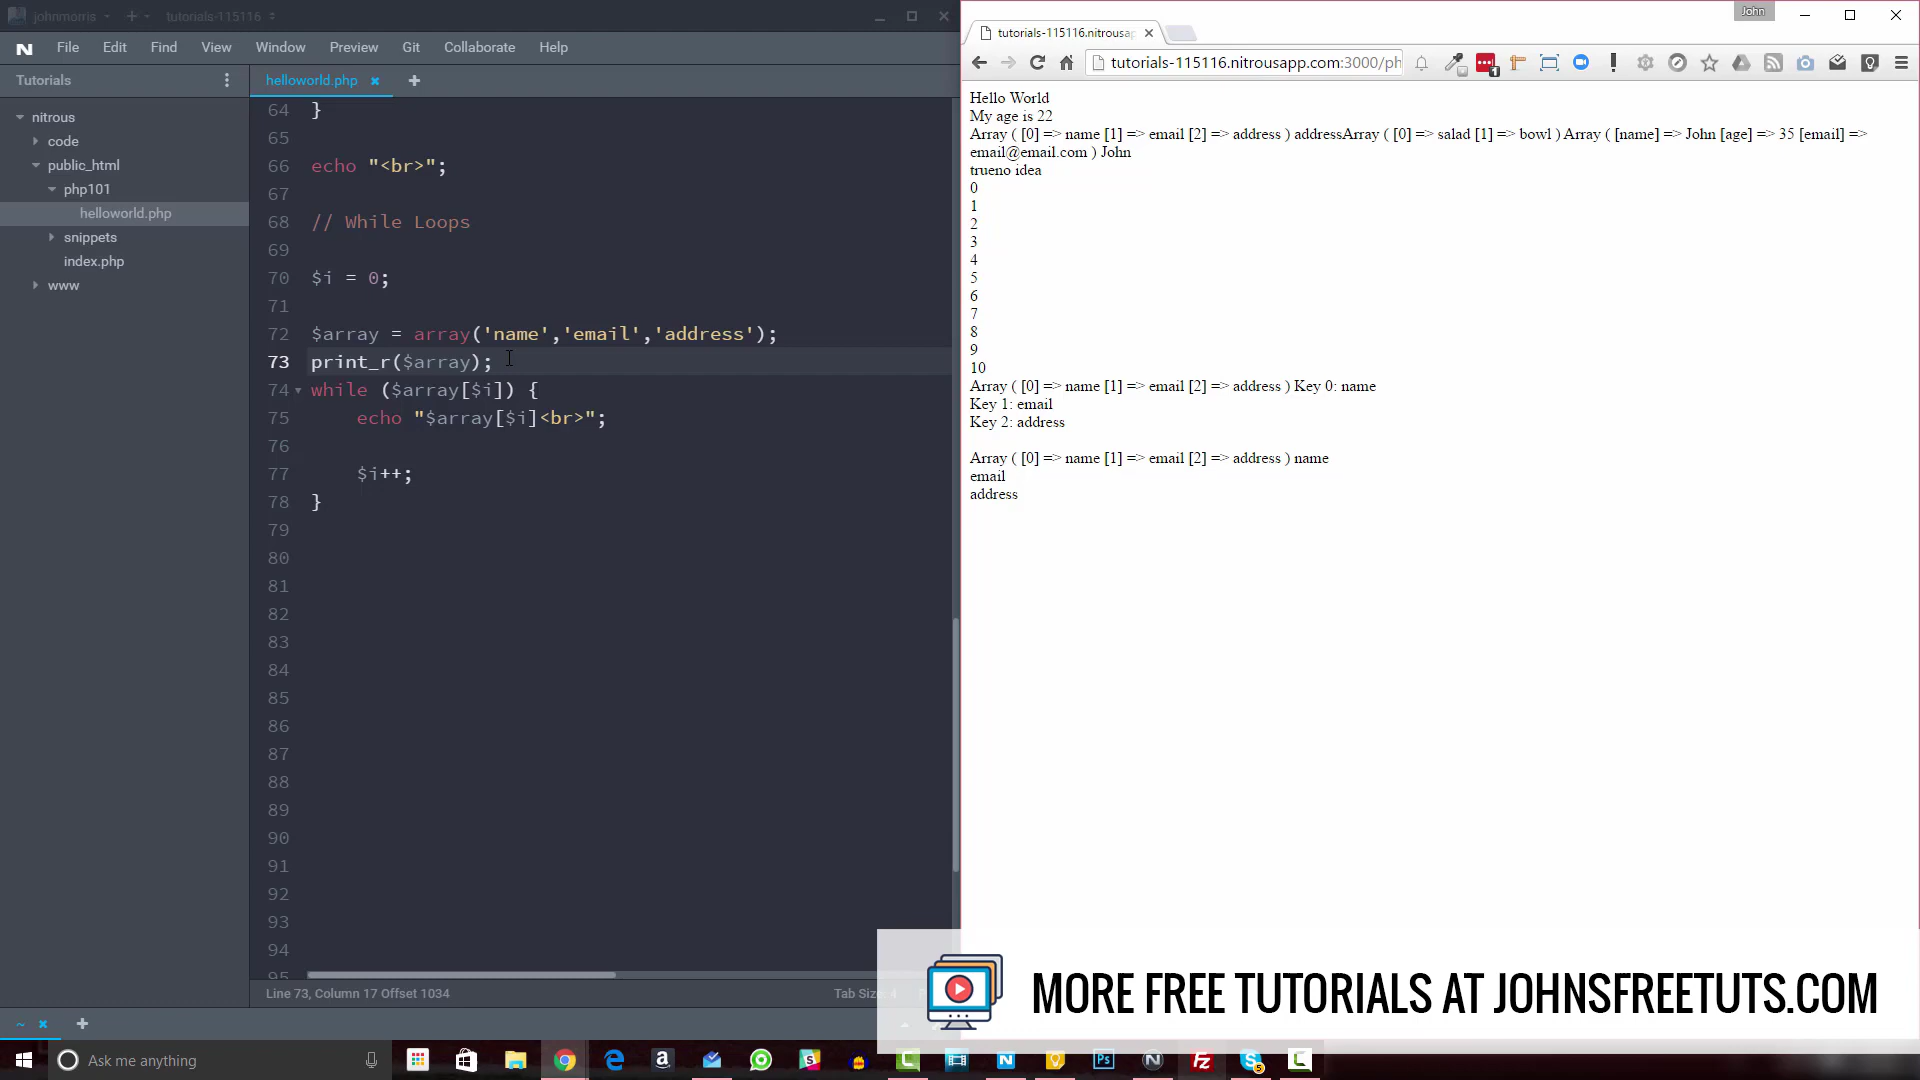 johnmorris
tutorials-115116
File Edit Find View Window Preview Git Collaborate Help
Tutorials
helloworld.php
nitrous
code
public_html
php101
helloworld.php
snippets
index.php
www
64 }
65
66 echo "<br>";
67
68 // While Loops
69
70 $i = 0;
71
72 $array = array('name','email','address');
73 print_r($array);
74 while ($array[$i]) {
75 echo "$array[$i]<br>";
76
77 $i++;
78 }
79
80
81
82
83
84
85
86
87
88
89
90
91
92
93
94
95
Line 73, Column 17 Offset 1034
Tab Size: 4
~
Ask me anything
John
tutorials-115116.nitrousa
tutorials-115116.nitrousapp.com:3000/ph
Hello World
My age is 22
Array ( [0] => name [1] => email [2] => address ) addressArray ( [0] => salad [1] => bowl ) Array ( [name] => John [age] => 35 [email] =>
email@email.com ) John
trueno idea
0
1
2
3
4
5
6
7
8
9
10
Array ( [0] => name [1] => email [2] => address ) Key 0: name
Key 1: email
Key 2: address
Array ( [0] => name [1] => email [2] => address ) name
email
address
MORE FREE TUTORIALS AT JOHNSFREETUTS.COM